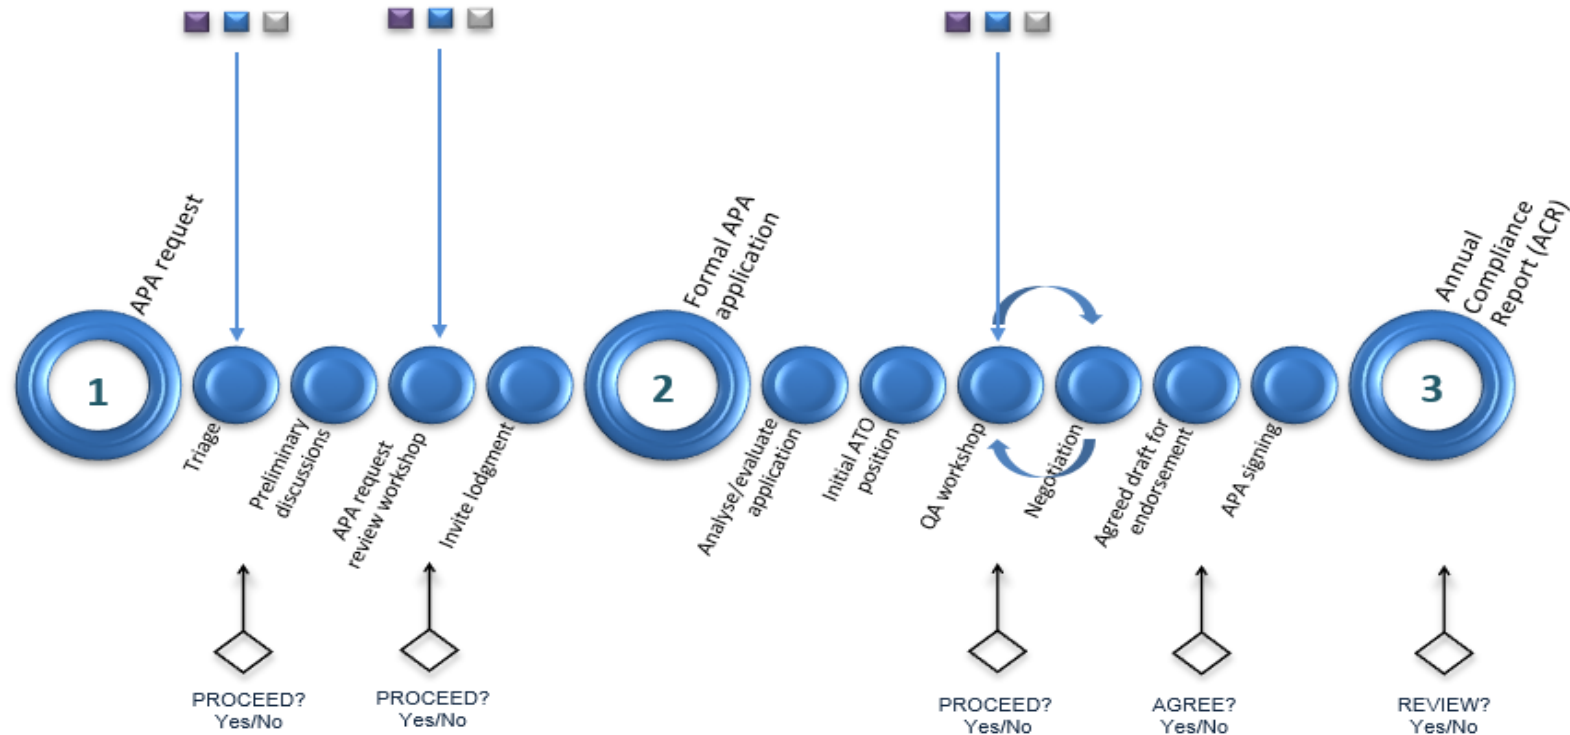 1
APA request
Triage
Preliminary
discussions
APA request
review workshop
Invite lodgment
2
Formal APA
application
Analyse/evaluate
application
Initial ATO
position
QA workshop
Negotiation
Agreed draft for
endorsement
APA signing
3
Annual
Compliance
Report (ACR)
PROCEED?
Yes/No
PROCEED?
Yes/No
PROCEED?
Yes/No
AGREE?
Yes/No
REVIEW?
Yes/No